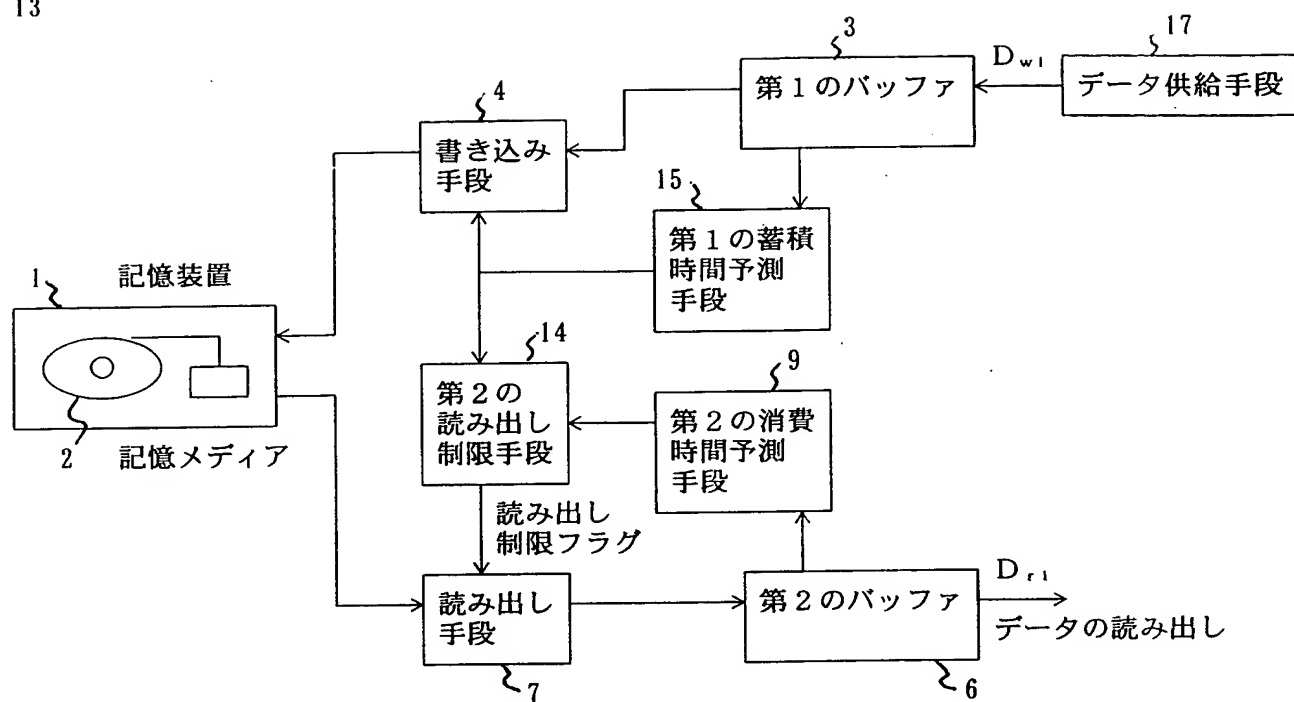 13
3
17
D w1
第1のバッファ
データ供給手段
4
書き込み
手段
15
第1の蓄積
時間予測
手段
1
記憶装置
14
9
第2の
読み出し
制限手段
第2の消費
時間予測
手段
2
記憶メディア
読み出し
制限フラグ
D r1
読み出し
手段
第2のバッファ
データの読み出し
7
6